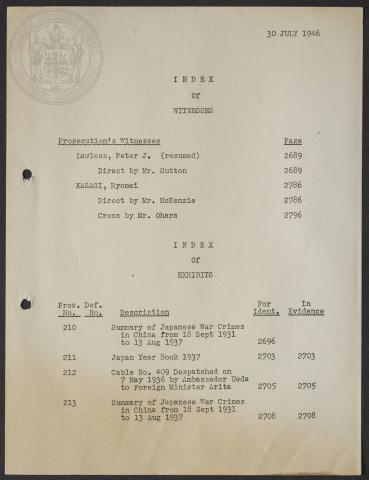 30 JULY 1946
I N D E X
Of
WITNESSES
Prosecution's Witnesses Page
Lawless, Peter J. (resumed) 2689
Direct by Mr. Sutton 2689
KASAGI, Ryomei 2786
Direct by Mr. McKenzie 2786
Cross by Mr. Ohara 2796
I N D E X
Of
EXHIBITS
Pros. Def. For In
No. No. Description Ident. Evidence
210 Summary of Japanese War Crimes
in China from 18 Sept 1931
to 13 Aug 1937 2696
211 Japan Year Book 1937 2703 2703
212 Cable No. 409 Despatched on
7 May 1936 by Ambassador Ueda
to Foreign Minister Arita 2705 2705
213 Summary of Japanese War Crimes
in China from 18 Sept 1931
to 13 Aug 1937 2708 2708